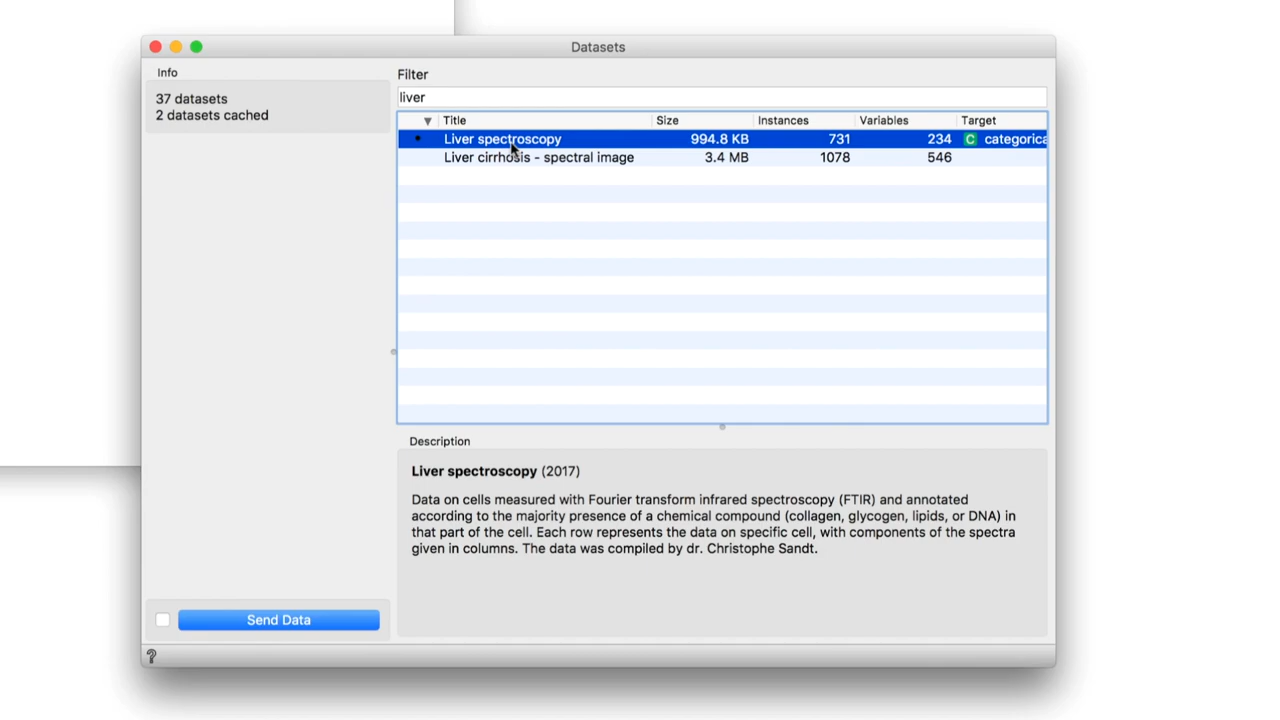 Datasets
Info
37 datasets
2 datasets cached
Filter
liver
▼ Title Size Instances Variables Target
Liver spectroscopy 994.8 KB 731 234 C categorica
Liver cirrhosis - spectral image 3.4 MB 1078 546
Description
Liver spectroscopy (2017)
Data on cells measured with Fourier transform infrared spectroscopy (FTIR) and annotated
according to the majority presence of a chemical compound (collagen, glycogen, lipids, or DNA) in
that part of the cell. Each row represents the data on specific cell, with components of the spectra
given in columns. The data was compiled by dr. Christophe Sandt.
Send Data
?